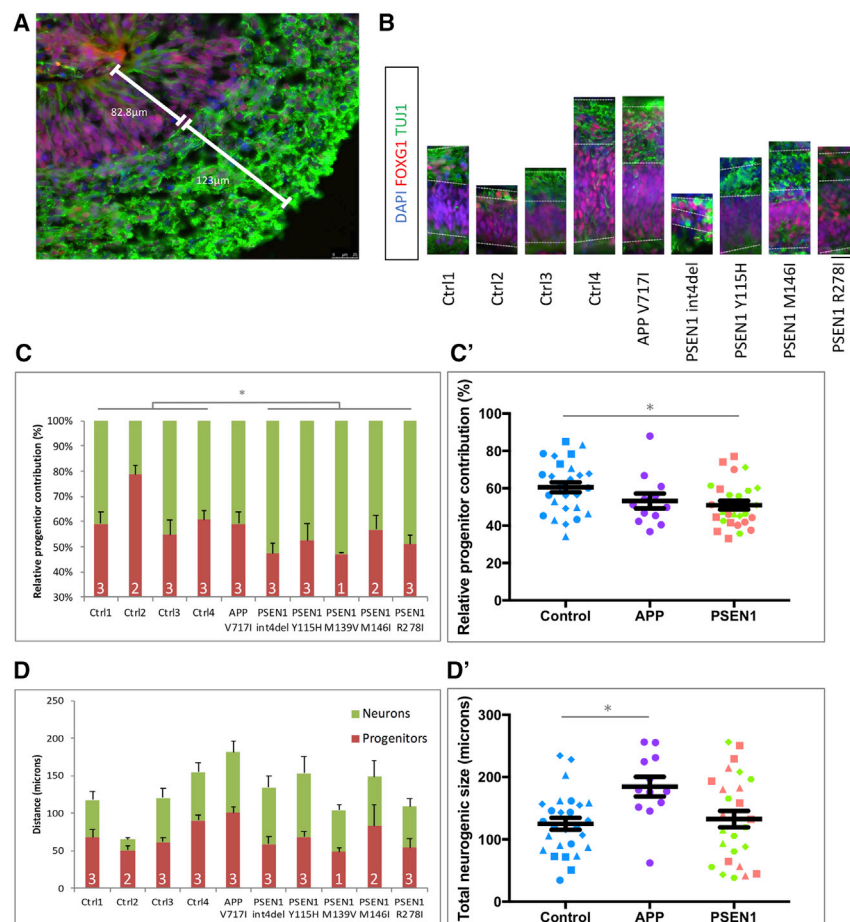 A
82.8µm
123µm
B
DAPI FOXG1 TUJ1
Ctrl1
Ctrl2
Ctrl3
Ctrl4
APP V717I
PSEN1 int4del
PSEN1 Y115H
PSEN1 M146I
PSEN1 R278I
C
*
Relative progenitor contribution (%)
100%
90%
80%
70%
60%
50%
40%
30%
3 2 3 3 3 3 3 1 2 3
Ctrl1 Ctrl2 Ctrl3 Ctrl4 APP PSEN1 PSEN1 PSEN1 PSEN1 PSEN1
V717I int4del Y115H M139V M146I R278I
C'
*
Relative progenitor contribution (%)
100
80
60
40
20
0
Control APP PSEN1
D
Neurons
Progenitors
Distance (microns)
250
200
150
100
50
0
3 2 3 3 3 3 3 1 2 3
Ctrl1 Ctrl2 Ctrl3 Ctrl4 APP PSEN1 PSEN1 PSEN1 PSEN1 PSEN1
V717I int4del Y115H M139V M146I R278I
D'
*
Total neurogenic size (microns)
300
200
100
0
Control APP PSEN1